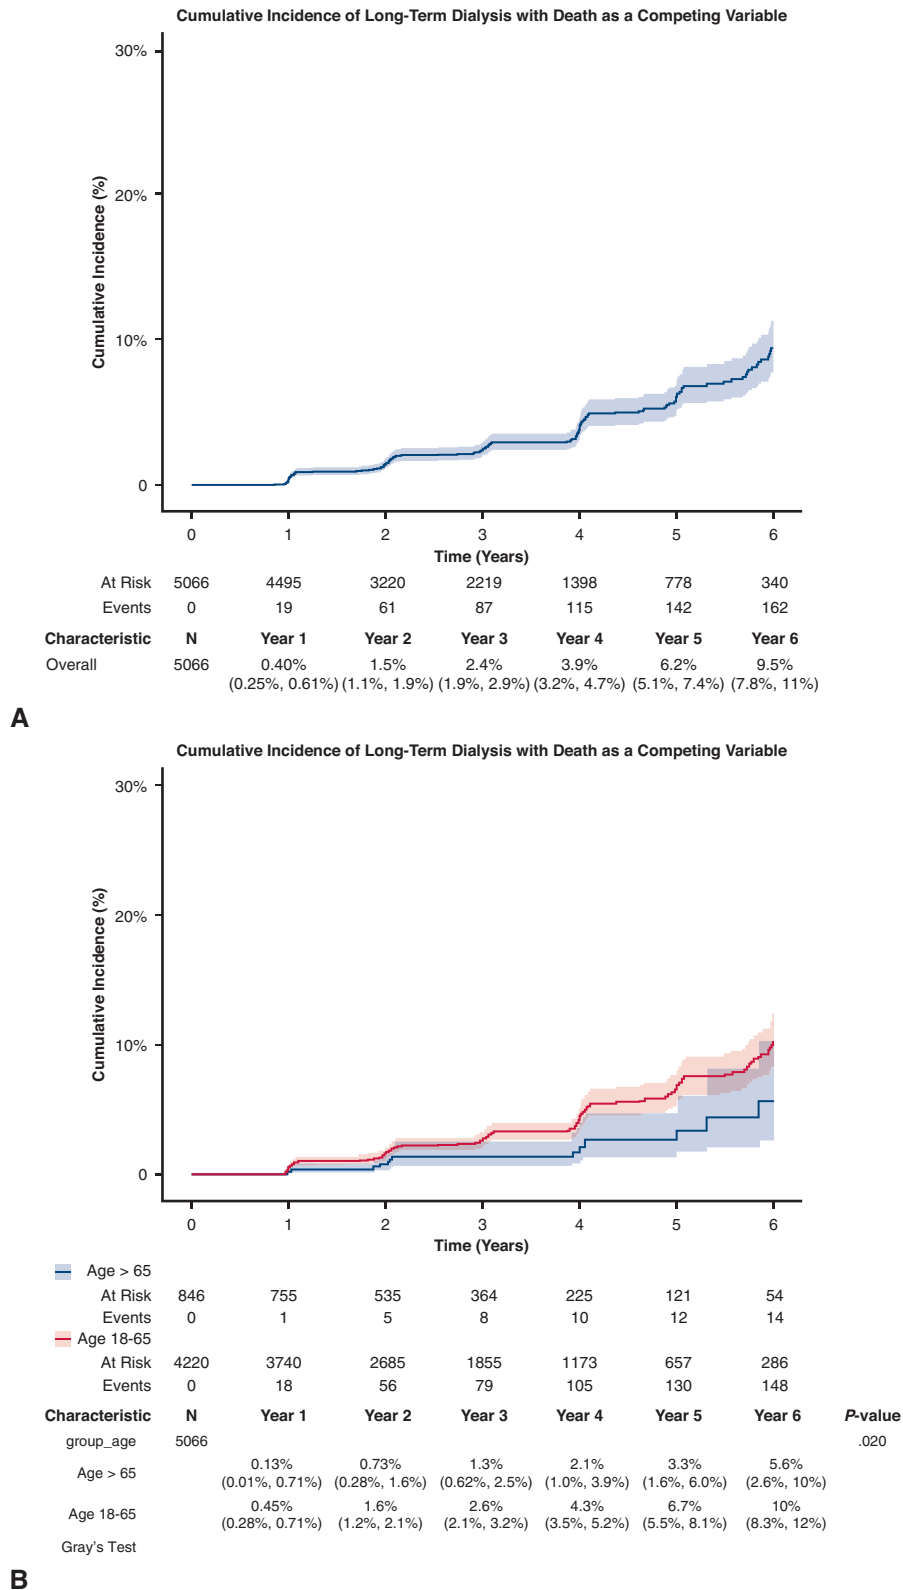 Cumulative Incidence of Long-Term Dialysis with Death as a Competing Variable
30%
20%
10%
0
Cumulative Incidence (%)
0 1 2 3 4 5 6
Time (Years)
At Risk 5066 4495 3220 2219 1398 778 340
Events 0 19 61 87 115 142 162
Characteristic N Year 1 Year 2 Year 3 Year 4 Year 5 Year 6
Overall 5066 0.40% 1.5% 2.4% 3.9% 6.2% 9.5%
(0.25%, 0.61%) (1.1%, 1.9%) (1.9%, 2.9%) (3.2%, 4.7%) (5.1%, 7.4%) (7.8%, 11%)
A
Cumulative Incidence of Long-Term Dialysis with Death as a Competing Variable
30%
20%
10%
0
Cumulative Incidence (%)
0 1 2 3 4 5 6
Time (Years)
Age > 65
At Risk 846 755 535 364 225 121 54
Events 0 1 5 8 10 12 14
Age 18-65
At Risk 4220 3740 2685 1855 1173 657 286
Events 0 18 56 79 105 130 148
Characteristic N Year 1 Year 2 Year 3 Year 4 Year 5 Year 6 P-value
group_age 5066 .020
Age > 65 0.13% 0.73% 1.3% 2.1% 3.3% 5.6%
(0.01%, 0.71%) (0.28%, 1.6%) (0.62%, 2.5%) (1.0%, 3.9%) (1.6%, 6.0%) (2.6%, 10%)
Age 18-65 0.45% 1.6% 2.6% 4.3% 6.7% 10%
(0.28%, 0.71%) (1.2%, 2.1%) (2.1%, 3.2%) (3.5%, 5.2%) (5.5%, 8.1%) (8.3%, 12%)
Gray's Test
B